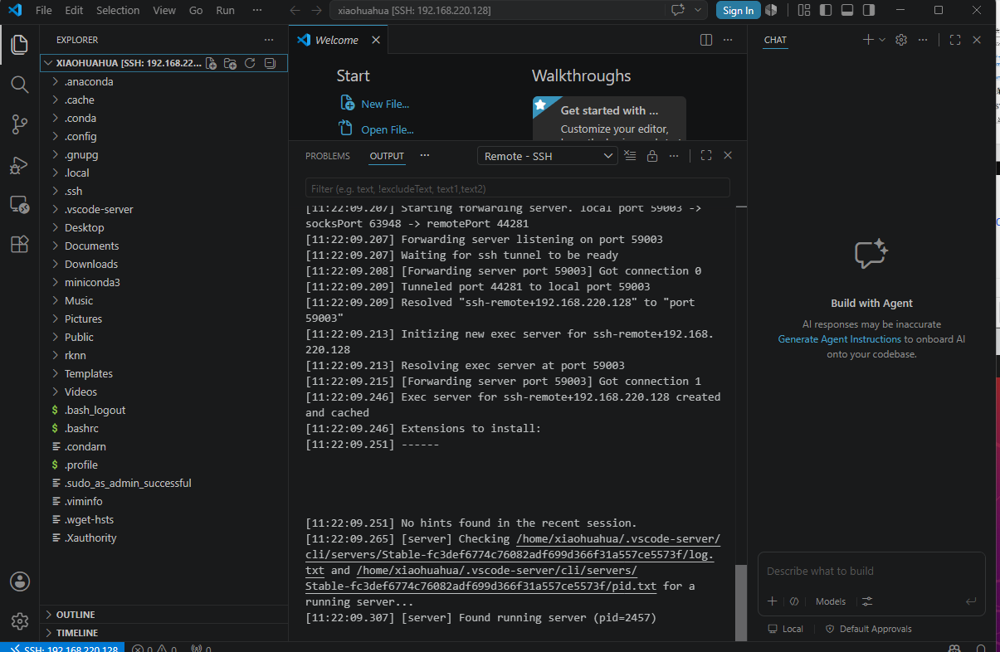 File Edit Selection View Go Run ···
xiaohuahua [SSH: 192.168.220.128]
Sign In
EXPLORER
XIAOHUAHUA [SSH: 192.168.22...
.anaconda
.cache
.conda
.config
.gnupg
.local
.ssh
.vscode-server
Desktop
Documents
Downloads
miniconda3
Music
Pictures
Public
rknn
Templates
Videos
.bash_logout
.bashrc
.condarn
.profile
.sudo_as_admin_successful
.viminfo
.wget-hsts
.Xauthority
OUTLINE
TIMELINE
SSH: 192.168.220.128
0 0 0
Welcome
Start
New File...
Open File...
Walkthroughs
Get started with ...
Customize your editor,
PROBLEMS OUTPUT ···
Remote - SSH
Filter (e.g. text, !excludeText, text1,text2)
[11:22:09.207] Starting forwarding server. local port 59003 ->
socksPort 63948 -> remotePort 44281
[11:22:09.207] Forwarding server listening on port 59003
[11:22:09.207] Waiting for ssh tunnel to be ready
[11:22:09.208] [Forwarding server port 59003] Got connection 0
[11:22:09.209] Tunneled port 44281 to local port 59003
[11:22:09.209] Resolved "ssh-remote+192.168.220.128" to "port
59003"
[11:22:09.213] Initizing new exec server for ssh-remote+192.168.
220.128
[11:22:09.213] Resolving exec server at port 59003
[11:22:09.215] [Forwarding server port 59003] Got connection 1
[11:22:09.246] Exec server for ssh-remote+192.168.220.128 created
and cached
[11:22:09.246] Extensions to install:
[11:22:09.251] ------
[11:22:09.251] No hints found in the recent session.
[11:22:09.265] [server] Checking /home/xiaohuahua/.vscode-server/
cli/servers/Stable-fc3def6774c76082adf699d366f31a557ce5573f/log.
txt and /home/xiaohuahua/.vscode-server/cli/servers/
Stable-fc3def6774c76082adf699d366f31a557ce5573f/pid.txt for a
running server...
[11:22:09.307] [server] Found running server (pid=2457)
CHAT
Build with Agent
AI responses may be inaccurate
Generate Agent Instructions to onboard AI
onto your codebase.
Describe what to build
Models
Local
Default Approvals